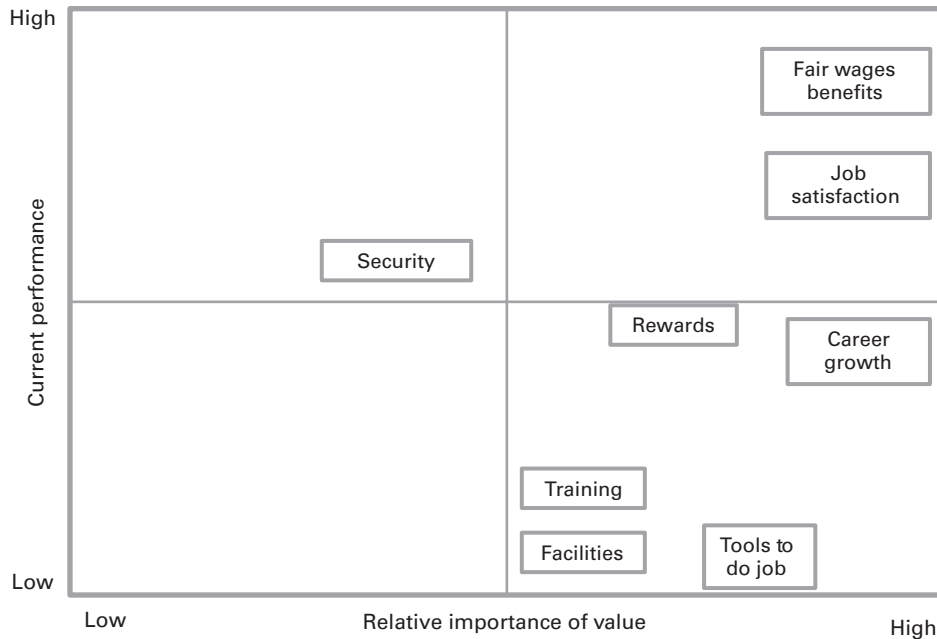 High
Fair wages
benefits
Job
satisfaction
Security
Current performance
Rewards
Career
growth
Training
Facilities
Tools to
do job
Low
Low
Relative importance of value
High